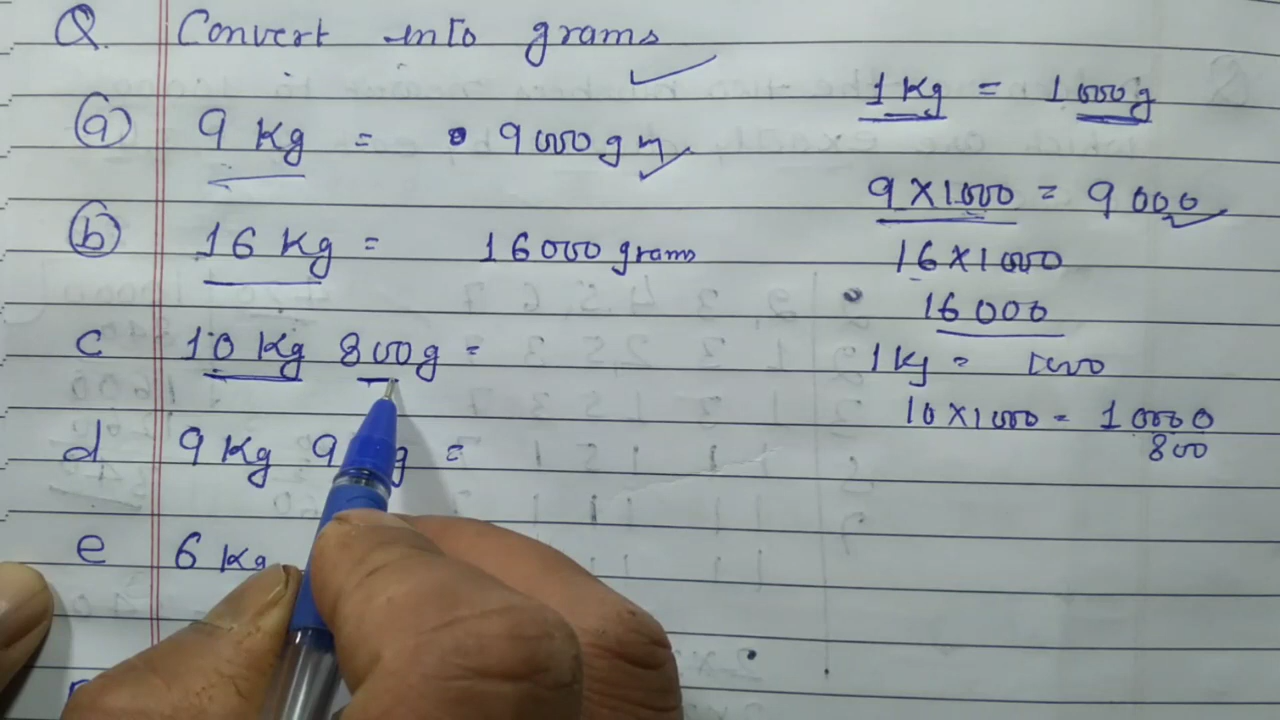 Q. Convert into grams
1 Kg = 1000g
(a) 9 Kg = 9000 gm
9 X 1000 = 9000
(b) 16 Kg = 16000 grams
16 X 1000
16000
c 10 Kg 800g =
1 Kg = 1000
10 X 1000 = 10000
800
d 9 Kg 9 g =
e 6 Kg